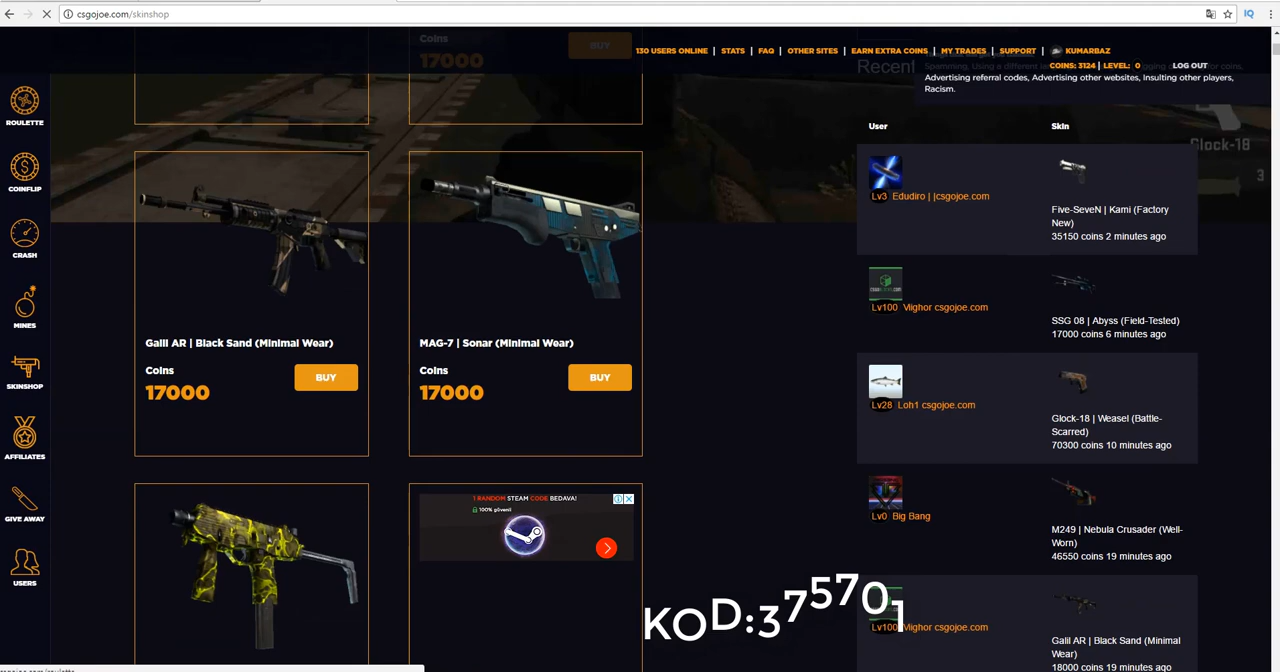 csgojoe.com/skinshop
130 USERS ONLINE | STATS | FAQ | OTHER SITES | EARN EXTRA COINS | MY TRADES | SUPPORT | KUMARBAZ
COINS: 3124 | LEVEL: 0 LOG OUT
ROULETTE
COINFLIP
CRASH
MINES
SKINSHOP
AFFILIATES
GIVE AWAY
USERS
Coins
17000
BUY
Galil AR | Black Sand (Minimal Wear)
Coins
17000
BUY
MAG-7 | Sonar (Minimal Wear)
Coins
17000
BUY
1 RANDOM STEAM CODE BEDAVA!
100% güvenli
Recent
Advertising referral codes, Advertising other websites, Insulting other players,
Racism.
Glock-18
3
User Skin
Lv3 Edudiro | |csgojoe.com
Five-SeveN | Kami (Factory
New)
35150 coins 2 minutes ago
Lv100 Viighor csgojoe.com
SSG 08 | Abyss (Field-Tested)
17000 coins 6 minutes ago
Lv28 Loh1 csgojoe.com
Glock-18 | Weasel (Battle-
Scarred)
70300 coins 10 minutes ago
Lv0 Big Bang
M249 | Nebula Crusader (Well-
Worn)
46550 coins 19 minutes ago
Lv100 Viighor csgojoe.com
Galil AR | Black Sand (Minimal
Wear)
18000 coins 19 minutes ago
KOD:375701